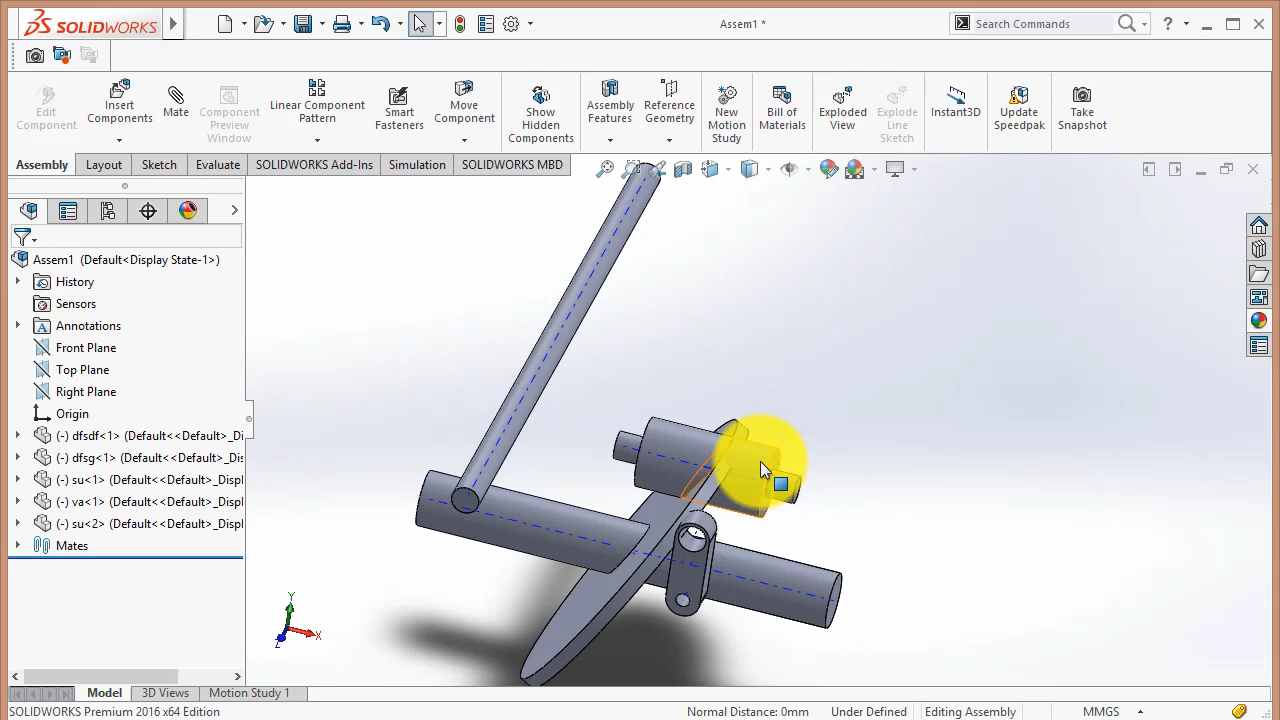 SOLIDWORKS
Assem1 *
Search Commands
?
Edit
Component
Insert
Components
Mate
Component
Preview
Window
Linear Component
Pattern
Smart
Fasteners
Move
Component
Show
Hidden
Components
Assembly
Features
Reference
Geometry
New
Motion
Study
Bill of
Materials
Exploded
View
Explode
Line
Sketch
Instant3D
Update
Speedpak
Take
Snapshot
Assembly
Layout
Sketch
Evaluate
SOLIDWORKS Add-Ins
Simulation
SOLIDWORKS MBD
Assem1 (Default<Display State-1>)
History
Sensors
Annotations
Front Plane
Top Plane
Right Plane
Origin
(-) dfsdf<1> (Default<<Default>_Di
(-) dfsg<1> (Default<<Default>_Dis
(-) su<1> (Default<<Default>_Displ
(-) va<1> (Default<<Default>_Displ
(-) su<2> (Default<<Default>_Displ
Mates
Y
X
Z
Model
3D Views
Motion Study 1
SOLIDWORKS Premium 2016 x64 Edition
Normal Distance: 0mm
Under Defined
Editing Assembly
MMGS